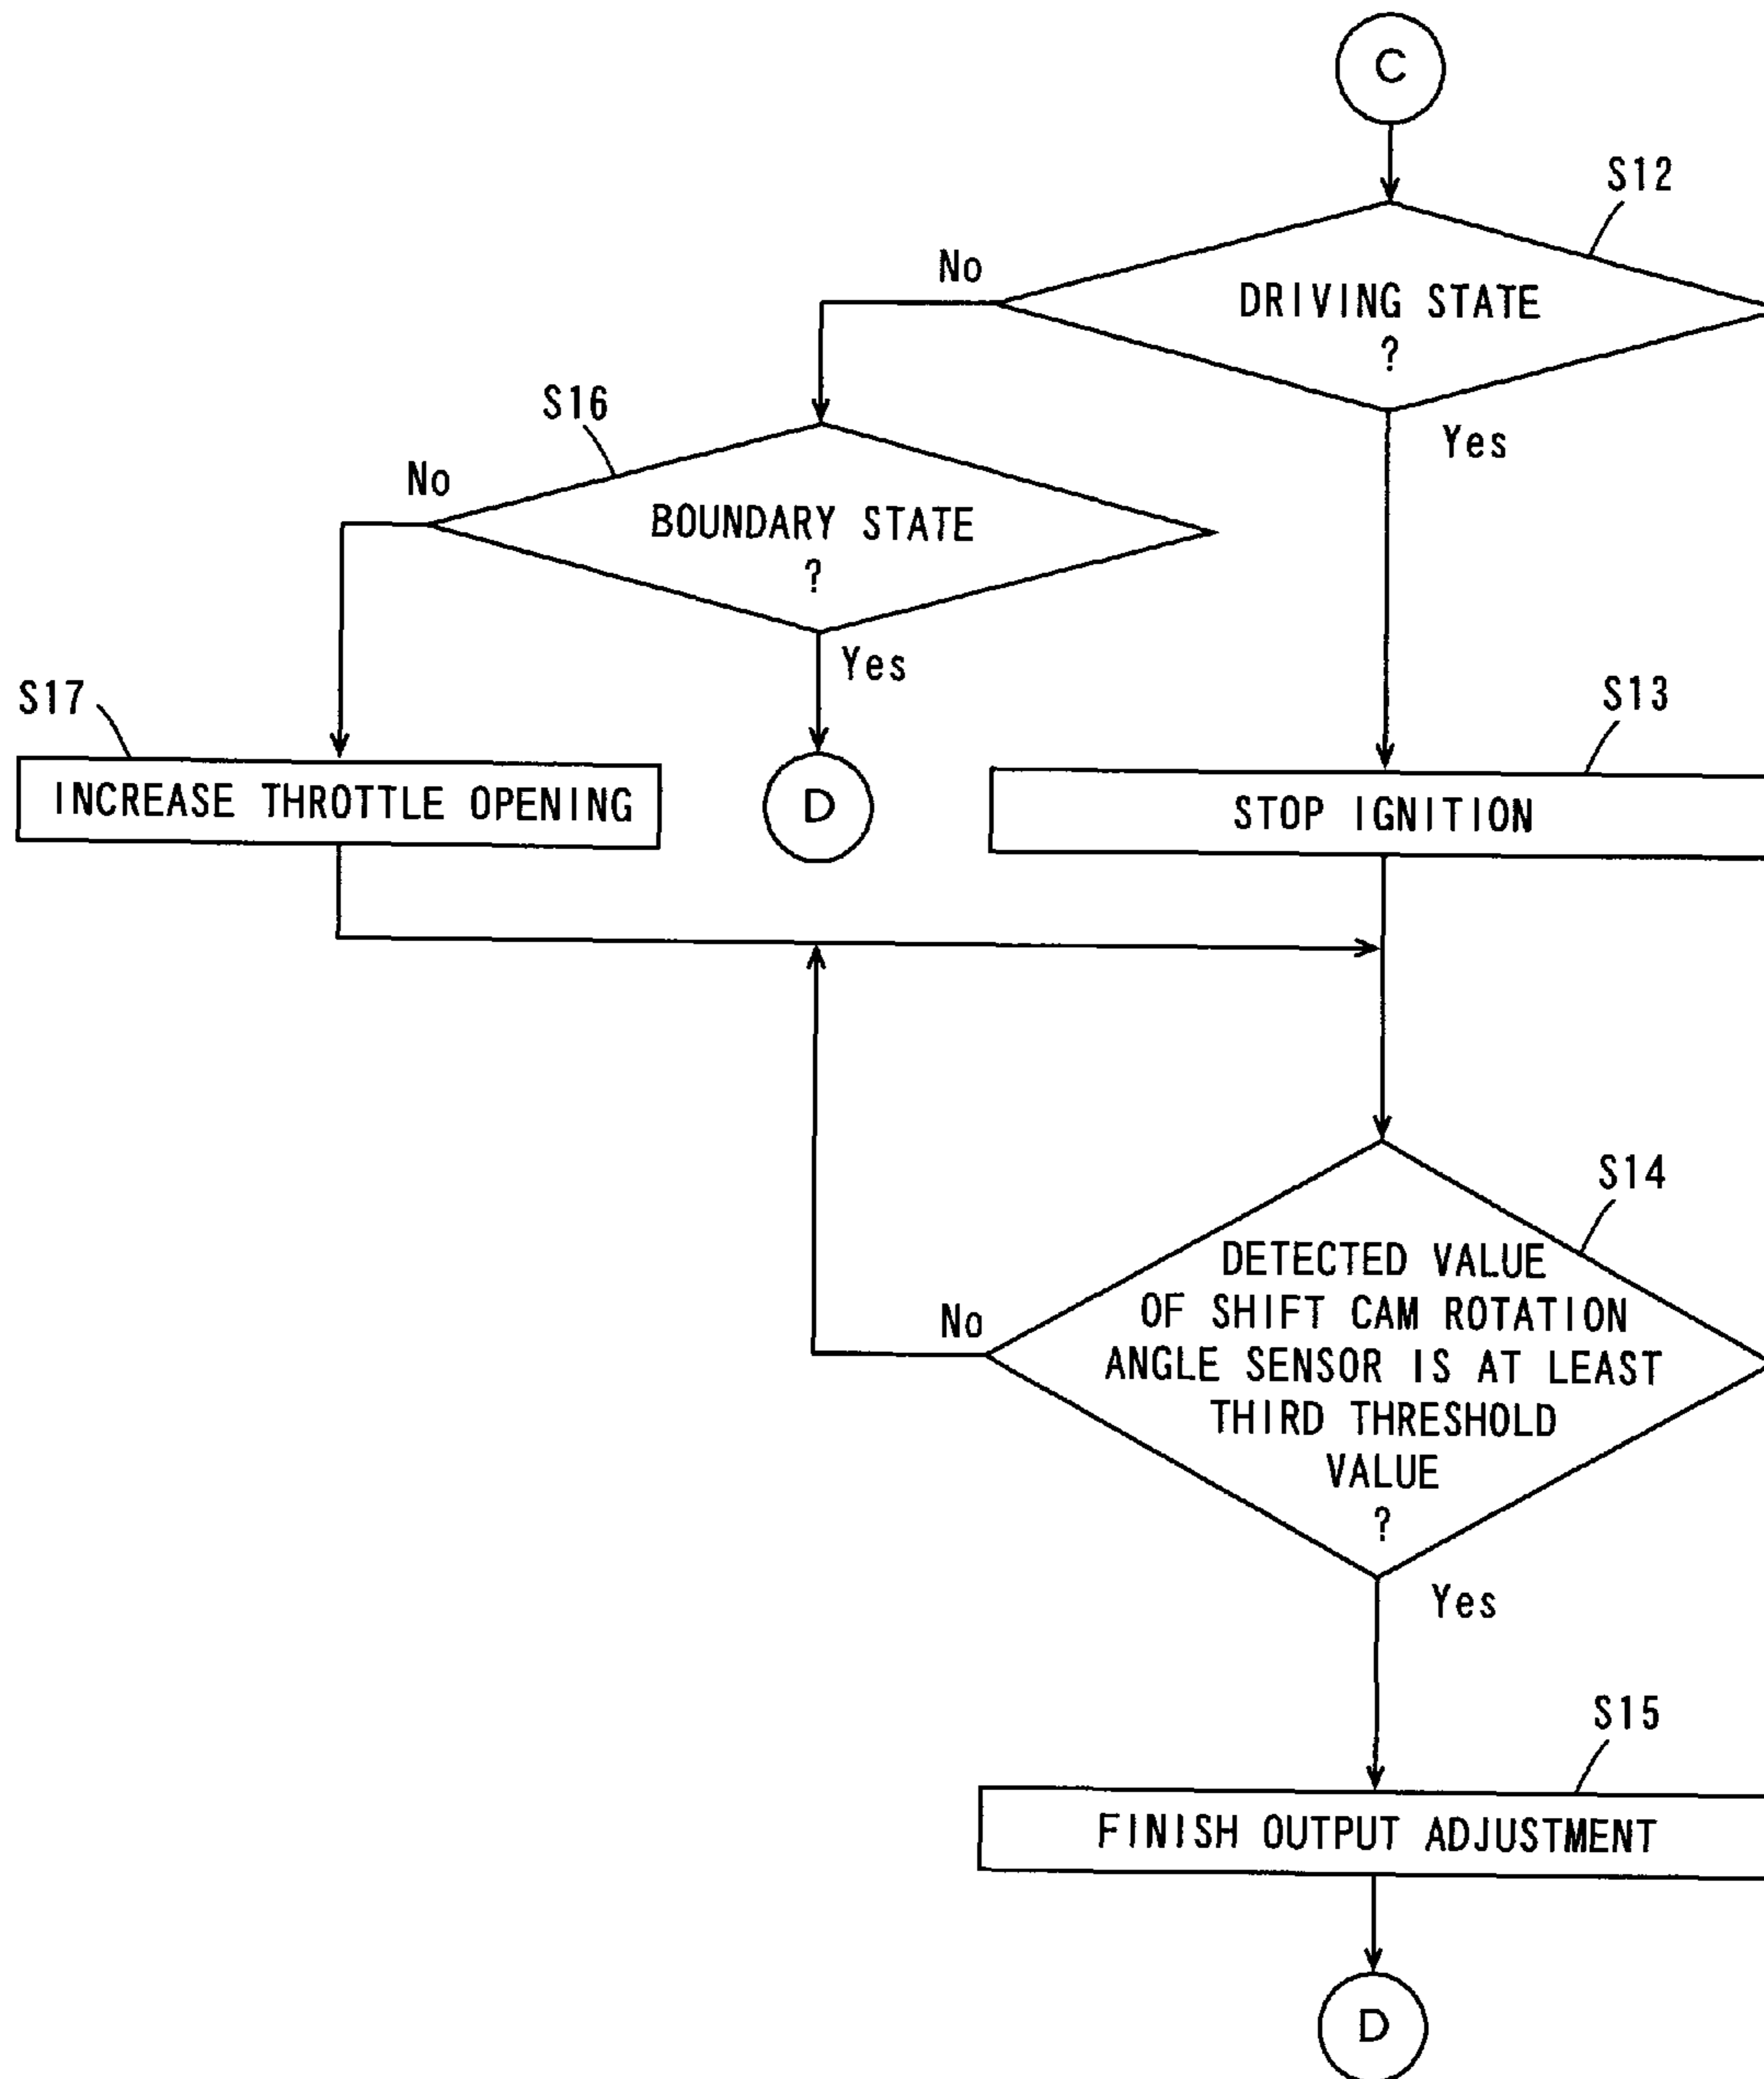 C
S12
No
DRIVING STATE
?
Yes
S16
No
BOUNDARY STATE
?
Yes
S17
S13
INCREASE THROTTLE OPENING
D
STOP IGNITION
S14
DETECTED VALUE
OF SHIFT CAM ROTATION
No
ANGLE SENSOR IS AT LEAST
THIRD THRESHOLD
VALUE
?
Yes
S15
FINISH OUTPUT ADJUSTMENT
D